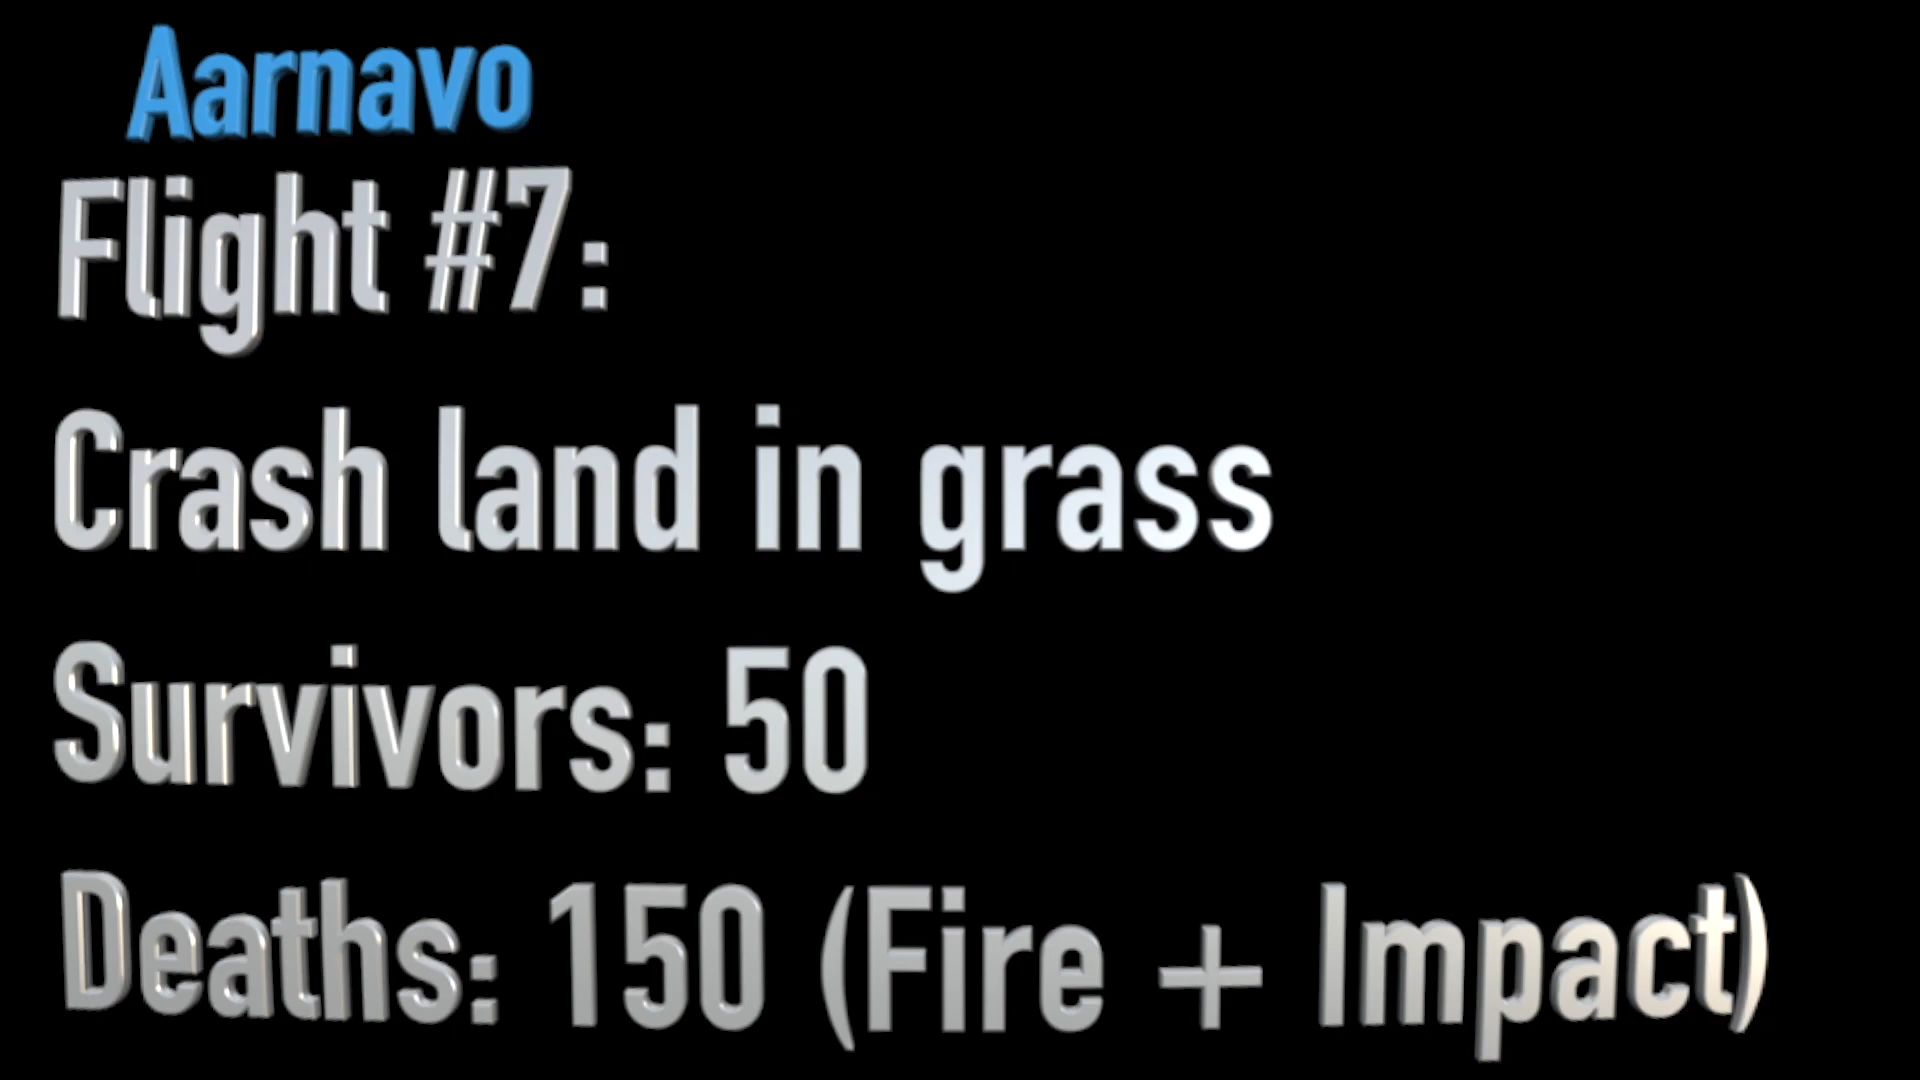 Aarnavo
Flight #7:
Crash land in grass
Survivors: 50
Deaths: 150 (Fire + Impact)